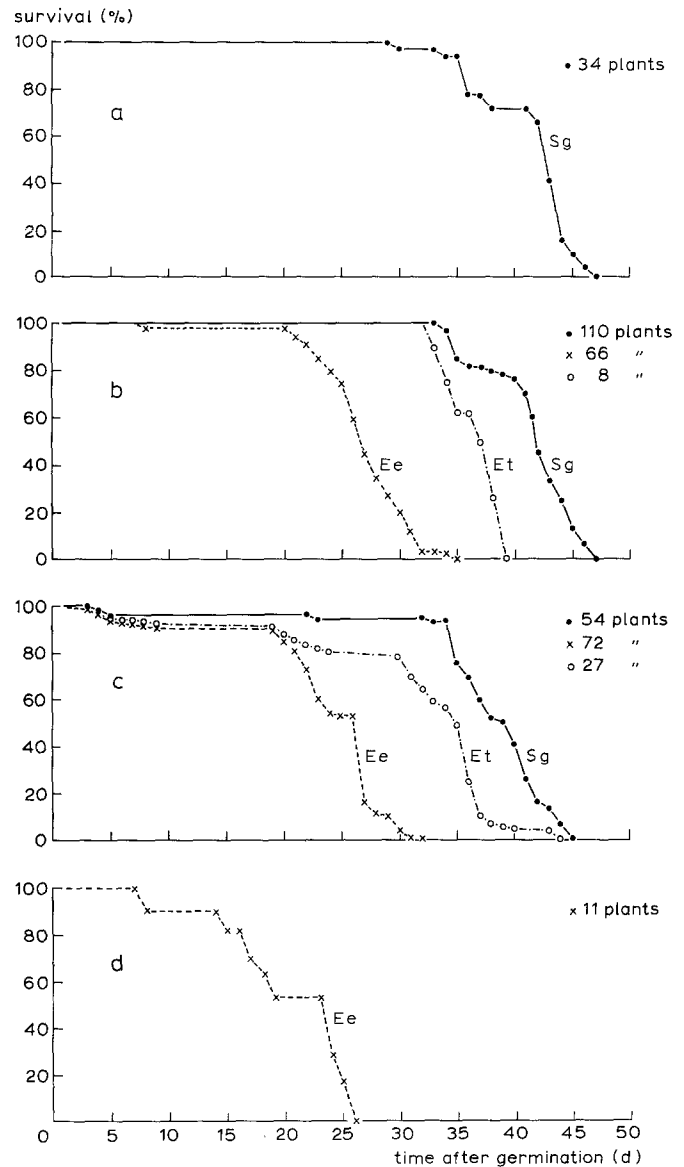 survival (%)
100
80
60
40
20
0
a
• 34 plants
Sg
100
80
60
40
20
0
b
• 110 plants
x 66 "
o 8 "
Ee
Et
Sg
100
80
60
40
20
0
c
• 54 plants
x 72 "
o 27 "
Ee
Et
Sg
100
80
60
40
20
0
d
x 11 plants
Ee
0 5 10 15 20 25 30 35 40 45 50
time after germination (d)